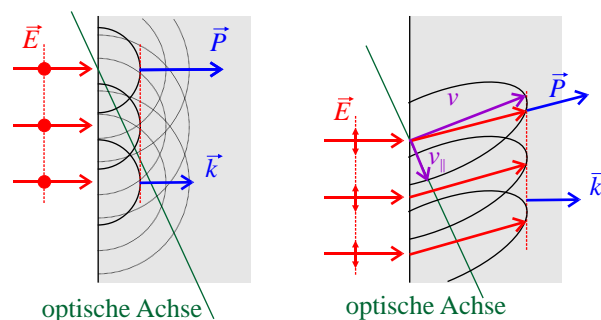 E⃗
P⃗
k⃗
optische Achse
E⃗
v
P⃗
v∥
k⃗
optische Achse